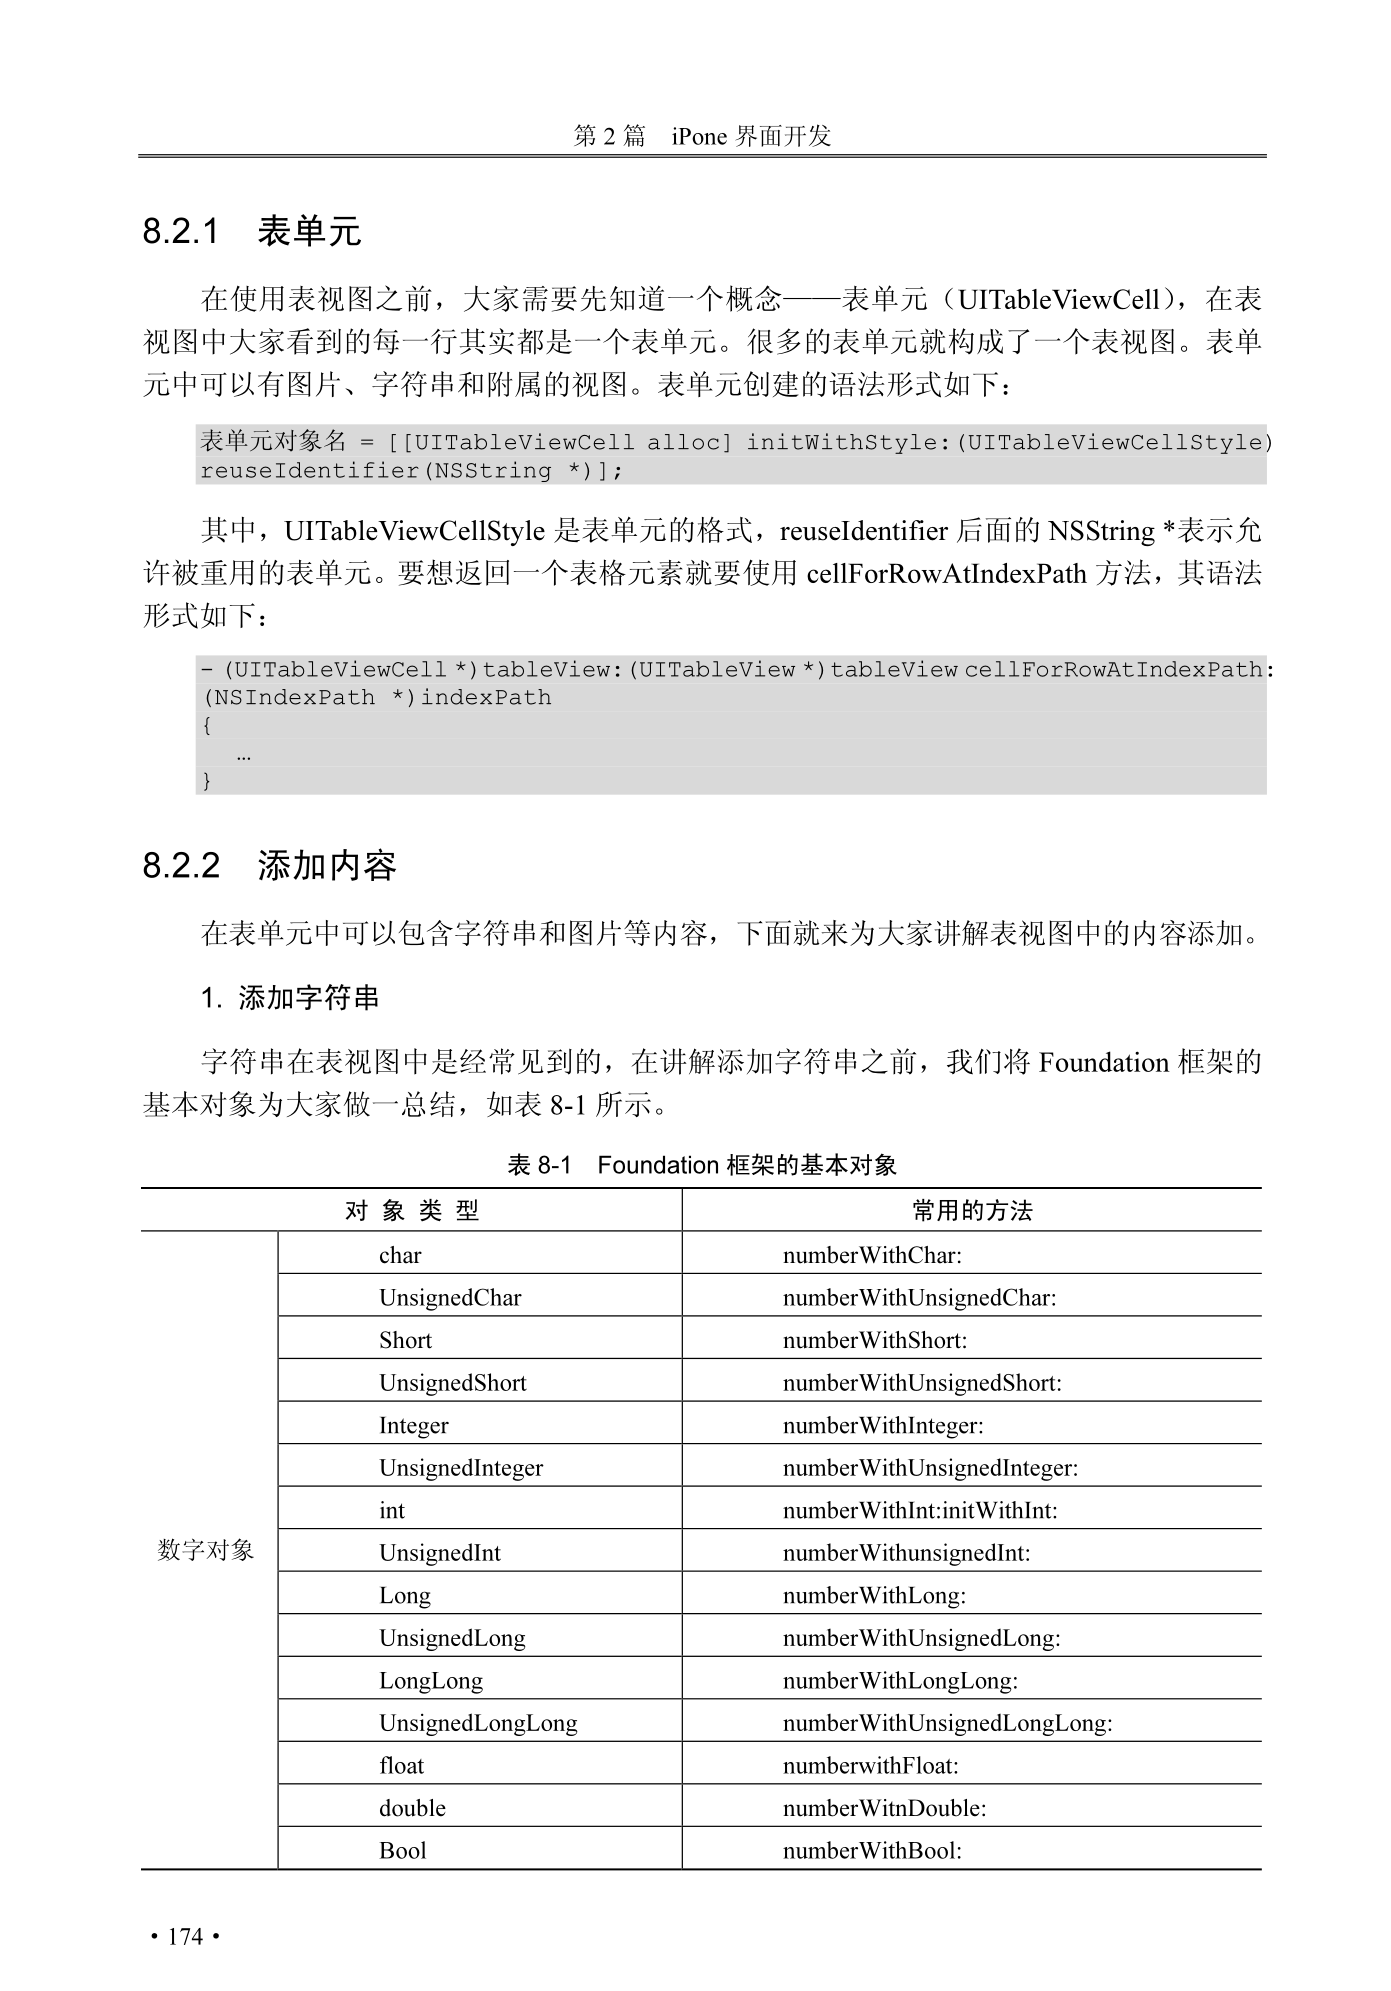 第 2 篇 iPone 界面开发
8.2.1 表单元
在使用表视图之前，大家需要先知道一个概念——表单元（UITableViewCell），在表
视图中大家看到的每一行其实都是一个表单元。很多的表单元就构成了一个表视图。表单
元中可以有图片、字符串和附属的视图。表单元创建的语法形式如下：
表单元对象名 = [[UITableViewCell alloc] initWithStyle:(UITableViewCellStyle)
reuseIdentifier(NSString *)];
其中，UITableViewCellStyle 是表单元的格式，reuseIdentifier 后面的 NSString *表示允
许被重用的表单元。要想返回一个表格元素就要使用 cellForRowAtIndexPath 方法，其语法
形式如下：
- (UITableViewCell *)tableView:(UITableView *)tableView cellForRowAtIndexPath:
(NSIndexPath *)indexPath
{
…
}
8.2.2 添加内容
在表单元中可以包含字符串和图片等内容，下面就来为大家讲解表视图中的内容添加。
1. 添加字符串
字符串在表视图中是经常见到的，在讲解添加字符串之前，我们将 Foundation 框架的
基本对象为大家做一总结，如表 8-1 所示。
表 8-1 Foundation 框架的基本对象
对 象 类 型 常用的方法
char numberWithChar:
UnsignedChar numberWithUnsignedChar:
Short numberWithShort:
UnsignedShort numberWithUnsignedShort:
Integer numberWithInteger:
UnsignedInteger numberWithUnsignedInteger:
int numberWithInt:initWithInt:
数字对象 UnsignedInt numberWithunsignedInt:
Long numberWithLong:
UnsignedLong numberWithUnsignedLong:
LongLong numberWithLongLong:
UnsignedLongLong numberWithUnsignedLongLong:
float numberwithFloat:
double numberWitnDouble:
Bool numberWithBool:
• 174 •